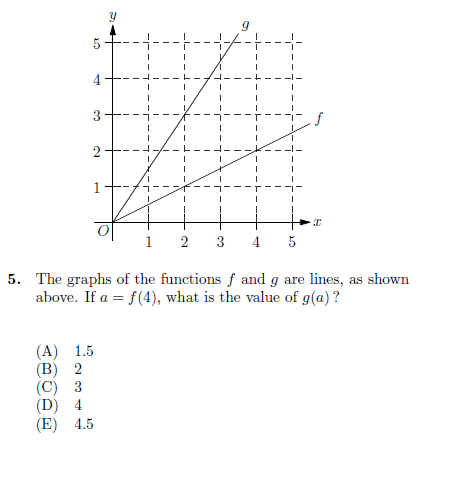 y
g
5
4
3
f
2
1
O
x
1 2 3 4 5
5. The graphs of the functions f and g are lines, as shown
above. If a = f(4), what is the value of g(a)?
(A) 1.5
(B) 2
(C) 3
(D) 4
(E) 4.5